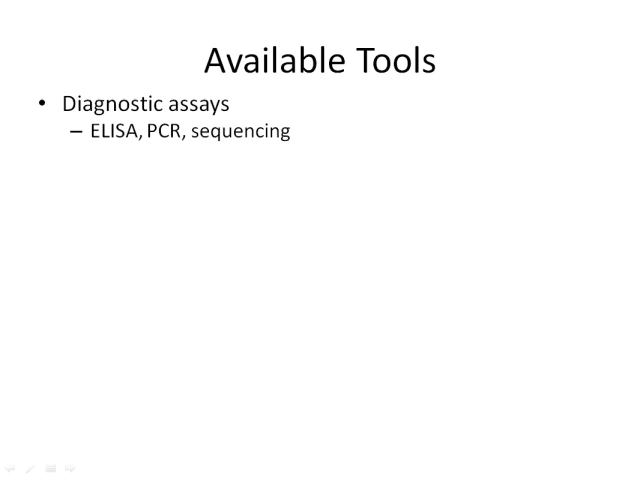 Available Tools
• Diagnostic assays
– ELISA, PCR, sequencing